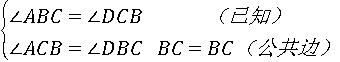 ∠ABC = ∠DCB （已知）
∠ACB = ∠DBC BC = BC（公共边）